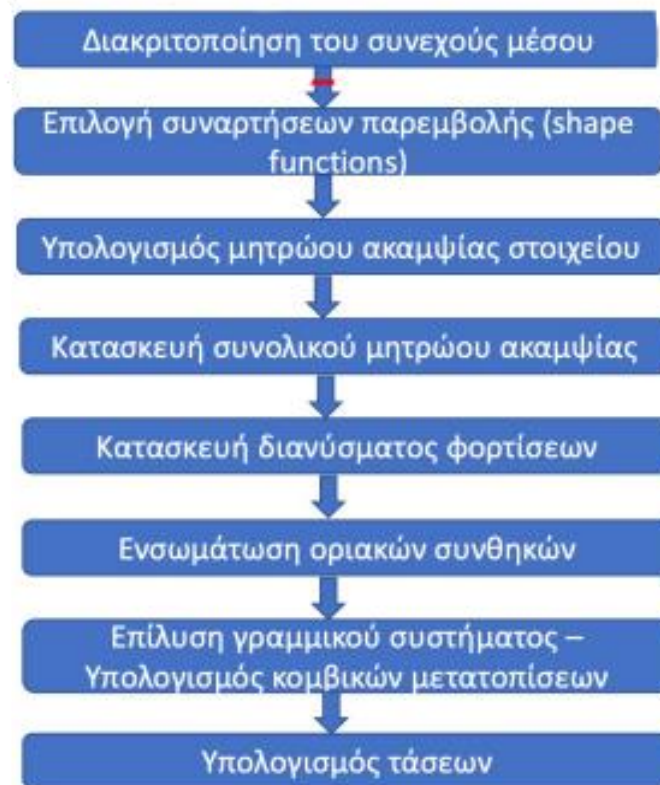 Διακριτοποίηση του συνεχούς μέσου
Επιλογή συναρτήσεων παρεμβολής (shape
functions)
Υπολογισμός μητρώου ακαμψίας στοιχείου
Κατασκευή συνολικού μητρώου ακαμψίας
Κατασκευή διανύσματος φορτίσεων
Ενσωμάτωση οριακών συνθηκών
Επίλυση γραμμικού συστήματος –
Υπολογισμός κομβικών μετατοπίσεων
Υπολογισμός τάσεων